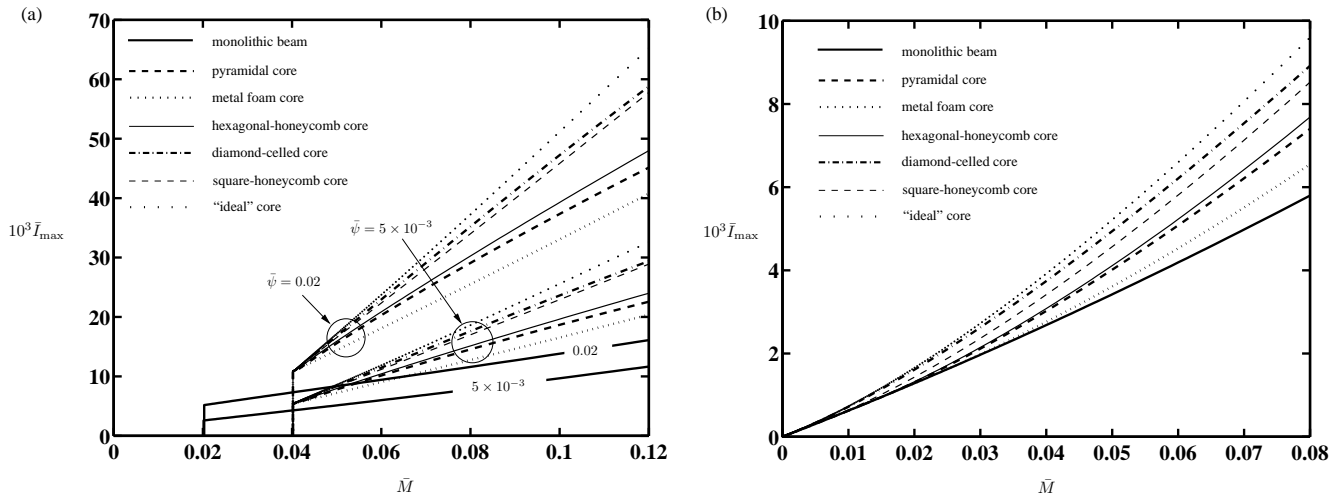 (a)
70
60
50
40
30
20
10
0
10³Ī_max
monolithic beam
pyramidal core
metal foam core
hexagonal-honeycomb core
diamond-celled core
square-honeycomb core
“ideal” core
ψ̄ = 0.02
ψ̄ = 5 × 10⁻³
0.02
5 × 10⁻³
0 0.02 0.04 0.06 0.08 0.1 0.12
M̄
(b)
10
8
6
4
2
0
10³Ī_max
monolithic beam
pyramidal core
metal foam core
hexagonal-honeycomb core
diamond-celled core
square-honeycomb core
“ideal” core
0 0.01 0.02 0.03 0.04 0.05 0.06 0.07 0.08
M̄